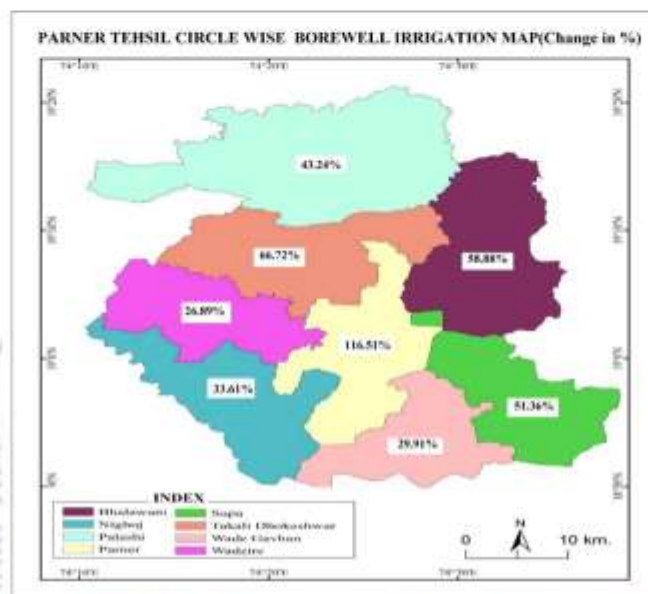 PARNER TEHSIL CIRCLE WISE BOREWELL IRRIGATION MAP(Change in %)
43.24%
66.72%
58.88%
26.89%
116.51%
33.61%
51.36%
29.91%
INDEX
Bhalawani
Nighoj
Palashi
Parner
Supa
Takali Dhokeshwar
Wade Gavhan
Wadzire
N
0 10 km.